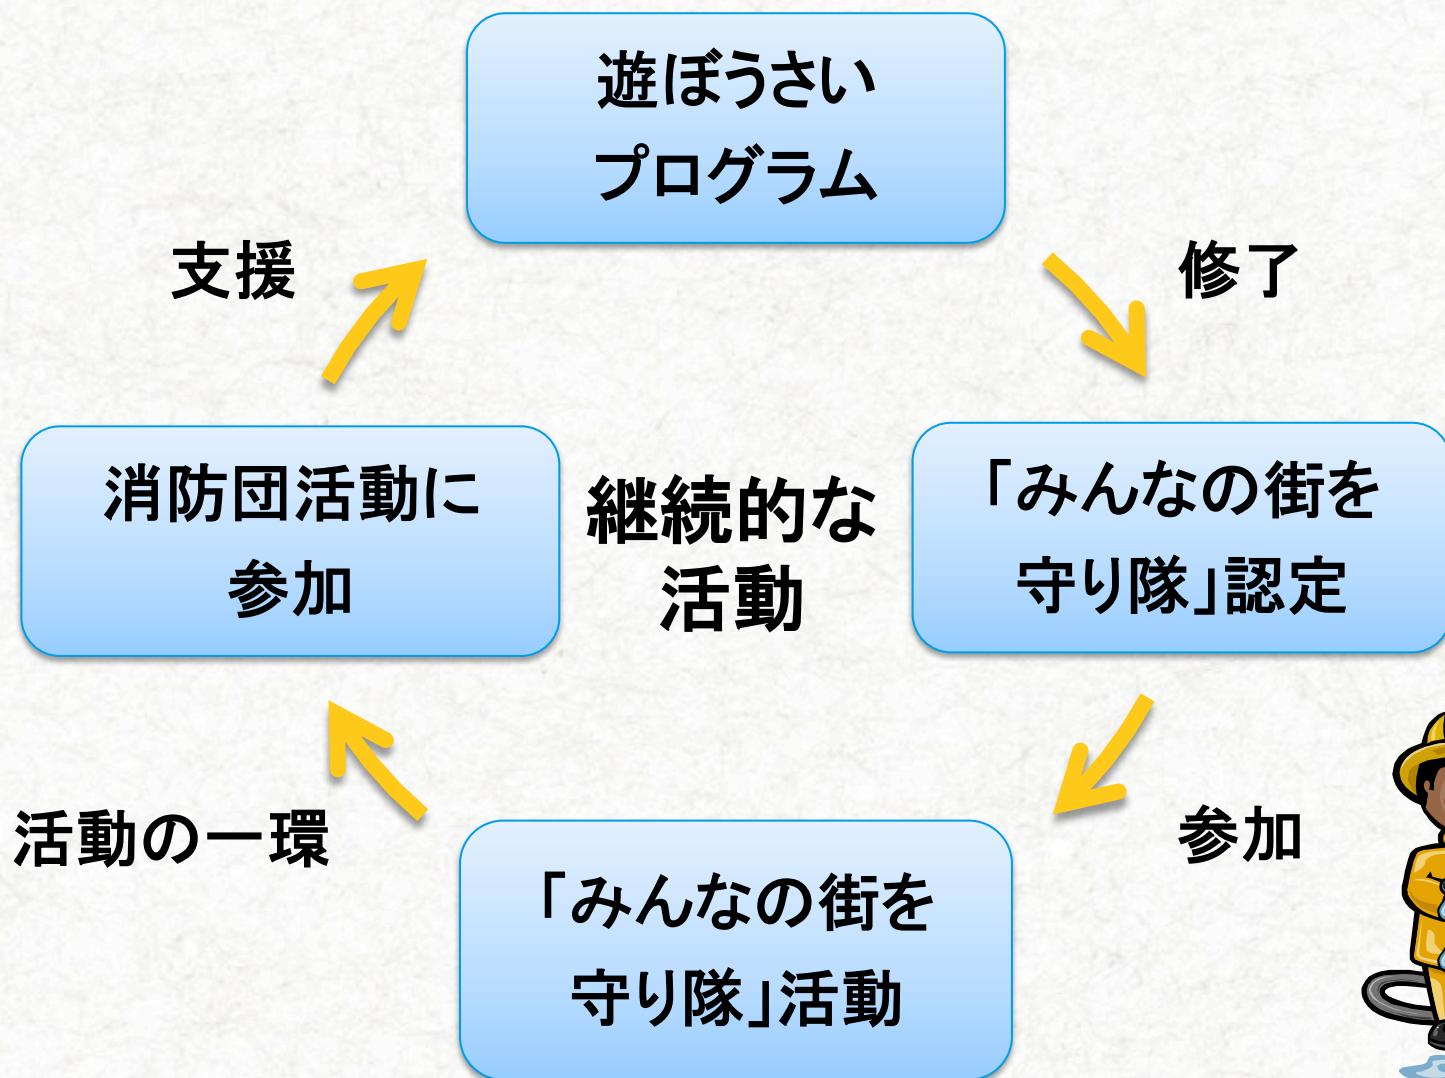 遊ぼうさい
プログラム
支援
修了
消防団活動に
参加
継続的な
活動
「みんなの街を
守り隊」認定
活動の一環
参加
「みんなの街を
守り隊」活動